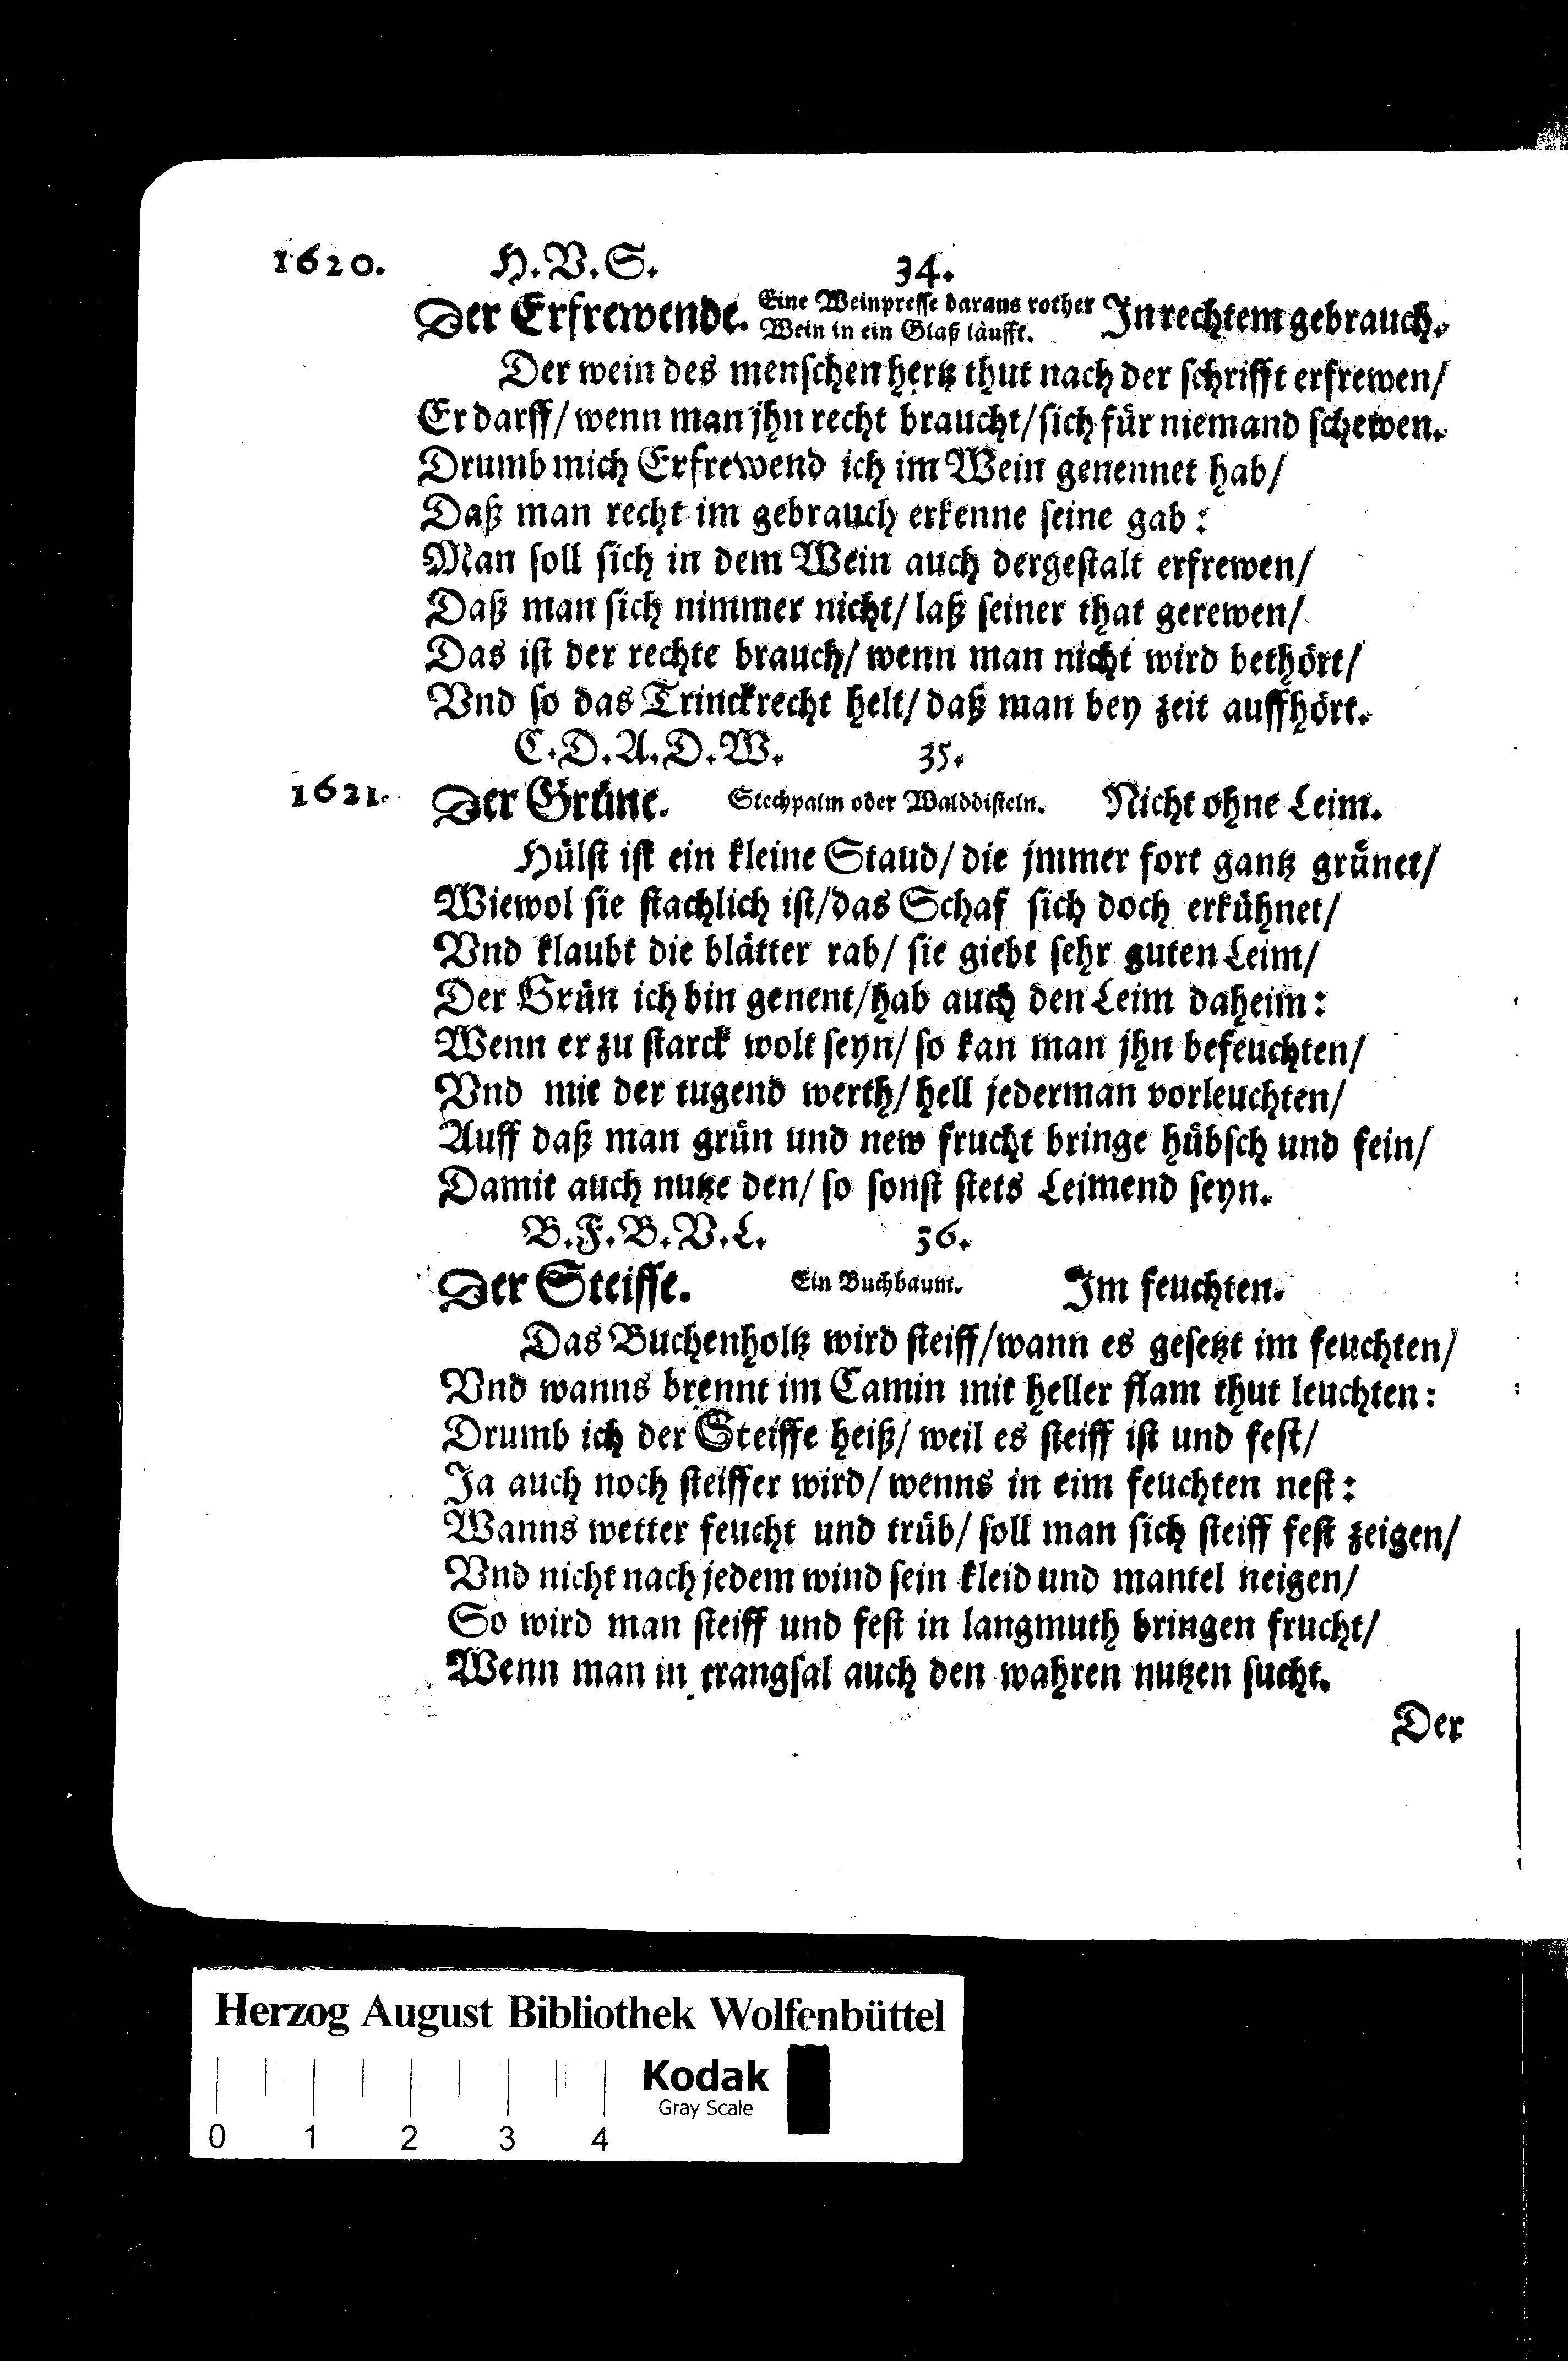 1620. H. V. S. 34.
Der Erfrewende. Eine Weinpresse daraus rother In rechtem gebrauch.
Wein in ein Glaß läufft.
Der wein des menschen hertz thut nach der schrifft erfrewen/
Er darff/ wenn man jhn recht braucht/ sich für niemand schewen.
Drumb mich Erfrewend ich im Wein genennet hab/
Daß man recht im gebrauch erkenne seine gab:
Man soll sich in dem Wein auch dergestalt erfrewen/
Daß man sich nimmer nicht/ laß seiner that gerewen/
Das ist der rechte brauch/ wenn man nicht wird bethört/
Vnd so das Trinckrecht helt/ daß man bey zeit auffhört.
C. D. A. D. W. 35.
1621. Der Grüne. Stechpalm oder Walddisteln. Nicht ohne Leim.
Hülst ist ein kleine Staud/ die jmmer fort gantz grünet/
Wiewol sie stachlich ist/ das Schaf sich doch erkühnet/
Vnd klaubt die blätter rab/ sie giebt sehr guten Leim/
Der Grün ich bin genent/ hab auch den Leim daheim:
Wenn er zu starck wolt seyn/ so kan man jhn befeuchten/
Vnd mit der tugend werth/ hell jederman vorleuchten/
Auff daß man grün und new frucht bringe hübsch und fein/
Damit auch nutze den/ so sonst stets Leimend seyn.
B. F. B. V. L. 36.
Der Steiffe. Ein Buchbaum. Im feuchten.
Das Buchenholtz wird steiff/ wann es gesetzt im feuchten/
Vnd wanns brennt im Camin mit heller flam thut leuchten:
Drumb ich der Steiffe heiß/ weil es steiff ist und fest/
Ja auch noch steiffer wird/ wenns in eim feuchten nest:
Wanns wetter feucht und trüb/ soll man sich steiff fest zeigen/
Vnd nicht nach jedem wind sein kleid und mantel neigen/
So wird man steiff und fest in langmuth bringen frucht/
Wenn man in trangsal auch den wahren nutzen sucht.
Der
Herzog August Bibliothek Wolfenbüttel
Kodak
Gray Scale
0 1 2 3 4